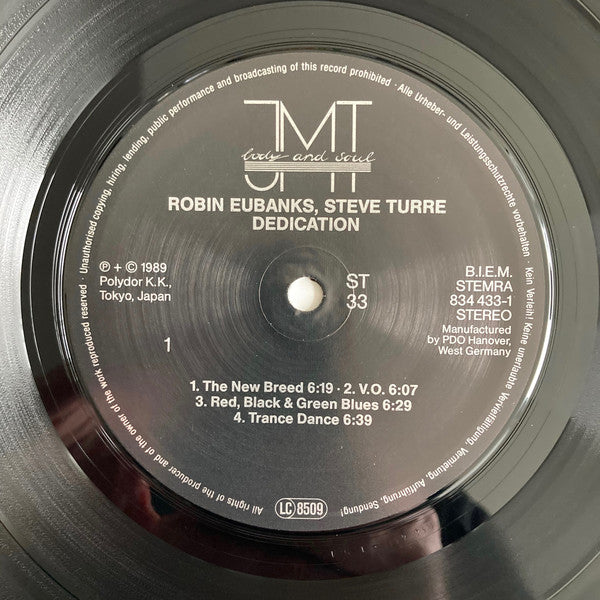 All rights of the producer and of the owner of the work reproduced reserved · Unauthorised copying, hiring, lending, public performance and broadcasting of this record prohibited · Alle Urheber- und Leistungsschutzrechte vorbehalten · Kein Verleih! Keine unerlaubte Vervielfältigung, Vermietung, Aufführung, Sendung!
JMT
body and soul
ROBIN EUBANKS, STEVE TURRE
DEDICATION
℗ + © 1989
Polydor K.K.,
Tokyo, Japan
ST
33
B.I.E.M.
STEMRA
834 433-1
STEREO
Manufactured
by PDO Hanover,
West Germany
1
1. The New Breed 6:19 · 2. V.O. 6:07
3. Red, Black & Green Blues 6:29
4. Trance Dance 6:39
LC 8509